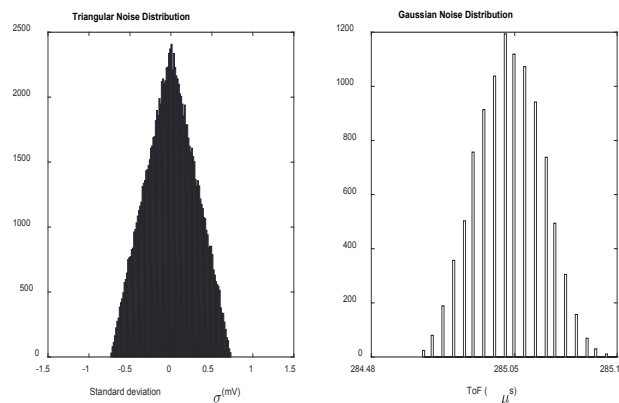 Triangular Noise Distribution
2500
2000
1500
1000
500
0
-1.5 -1 -0.5 0 0.5 1 1.5
Standard deviation σ(mV)
Gaussian Noise Distribution
1200
1000
800
600
400
200
0
284.48 285.05 285.1
ToF ( μs)